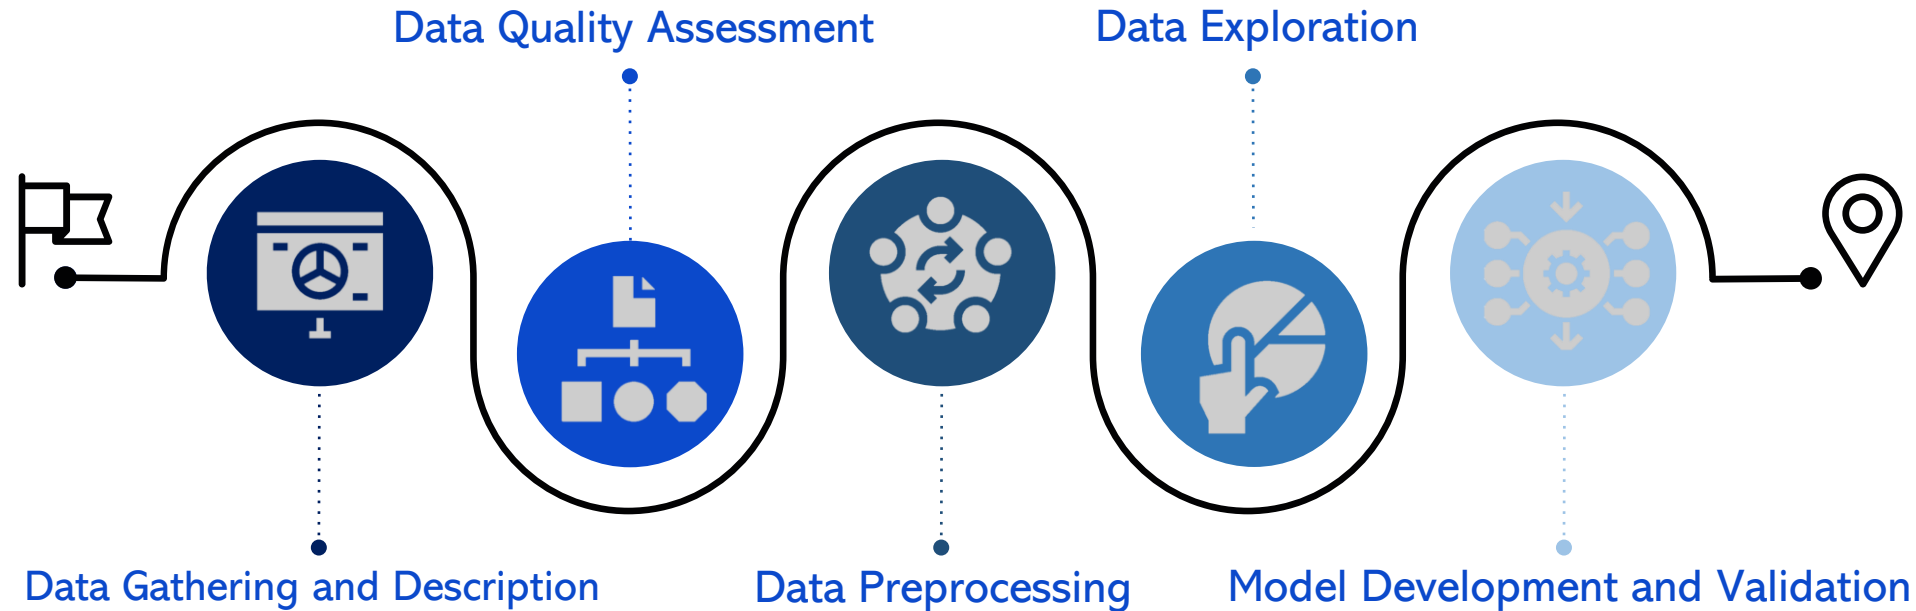 Data Quality Assessment
Data Exploration
Data Gathering and Description
Data Preprocessing
Model Development and Validation